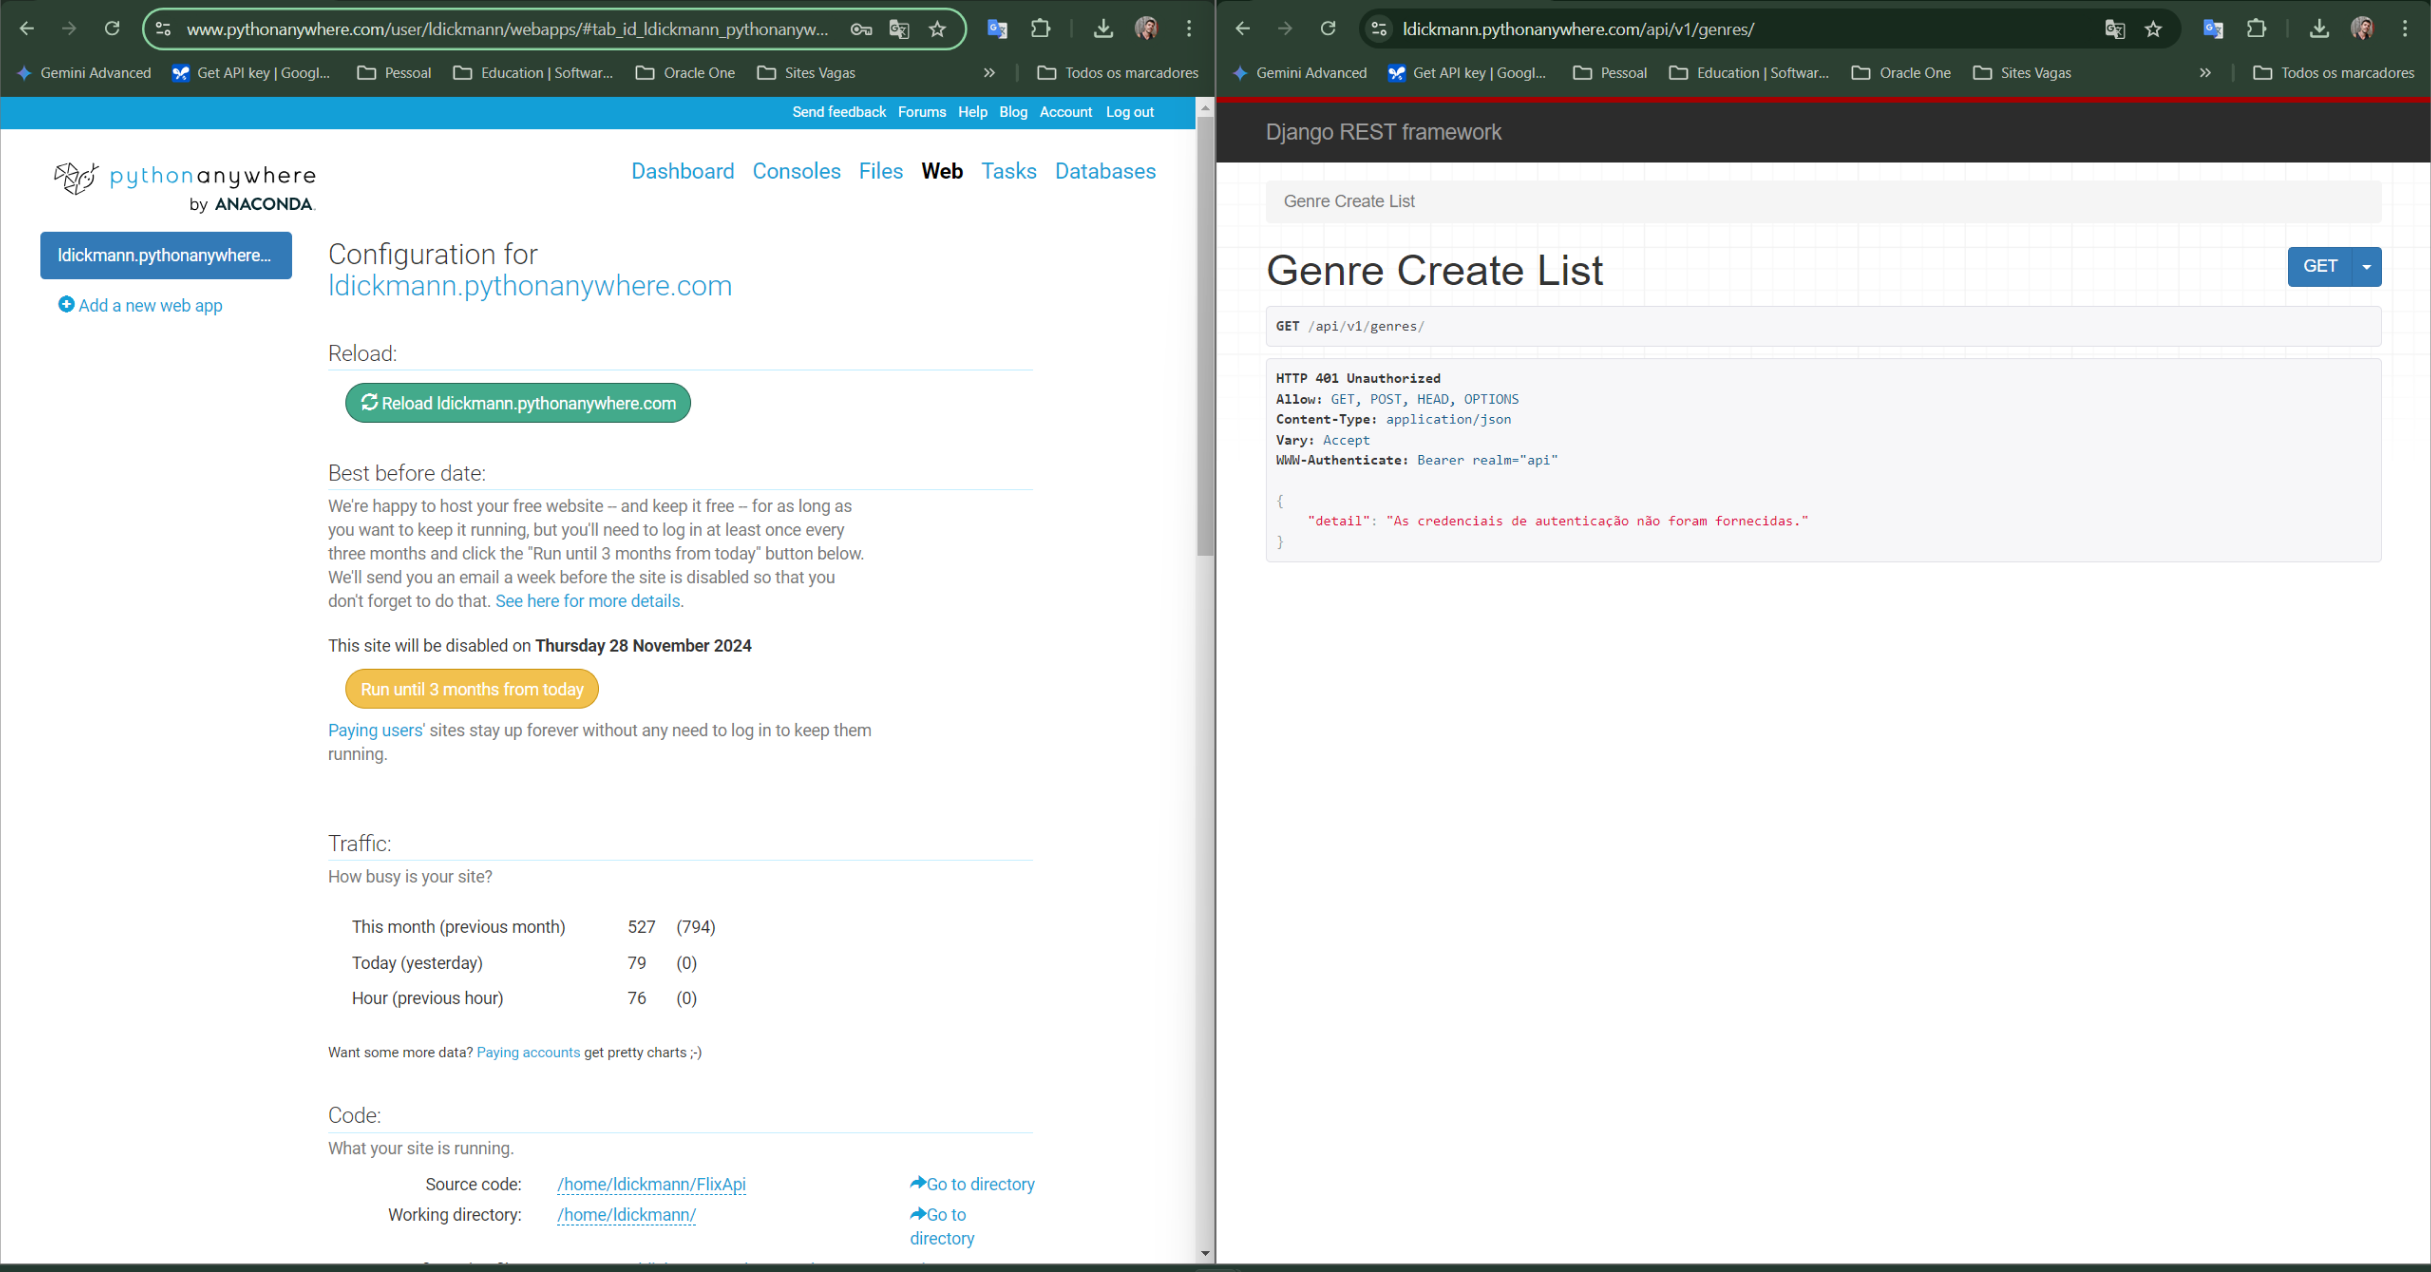 www.pythonanywhere.com/user/ldickmann/webapps/#tab_id_ldickmann_pythonanyw...
Gemini Advanced
Get API key | Googl...
Pessoal
Education | Softwar...
Oracle One
Sites Vagas
Todos os marcadores
Send feedback Forums Help Blog Account Log out
pythonanywhere
by ANACONDA.
Dashboard Consoles Files Web Tasks Databases
ldickmann.pythonanywhere...
Add a new web app
Configuration for
ldickmann.pythonanywhere.com
Reload:
Reload ldickmann.pythonanywhere.com
Best before date:
We're happy to host your free website -- and keep it free -- for as long as
you want to keep it running, but you'll need to log in at least once every
three months and click the "Run until 3 months from today" button below.
We'll send you an email a week before the site is disabled so that you
don't forget to do that. See here for more details.
This site will be disabled on Thursday 28 November 2024
Run until 3 months from today
Paying users' sites stay up forever without any need to log in to keep them
running.
Traffic:
How busy is your site?
This month (previous month) 527 (794)
Today (yesterday) 79 (0)
Hour (previous hour) 76 (0)
Want some more data? Paying accounts get pretty charts ;-)
Code:
What your site is running.
Source code: /home/ldickmann/FlixApi Go to directory
Working directory: /home/ldickmann/ Go to
directory
ldickmann.pythonanywhere.com/api/v1/genres/
Gemini Advanced
Get API key | Googl...
Pessoal
Education | Softwar...
Oracle One
Sites Vagas
Todos os marcadores
Django REST framework
Genre Create List
Genre Create List
GET
GET /api/v1/genres/
HTTP 401 Unauthorized
Allow: GET, POST, HEAD, OPTIONS
Content-Type: application/json
Vary: Accept
WWW-Authenticate: Bearer realm="api"
{
"detail": "As credenciais de autenticação não foram fornecidas."
}